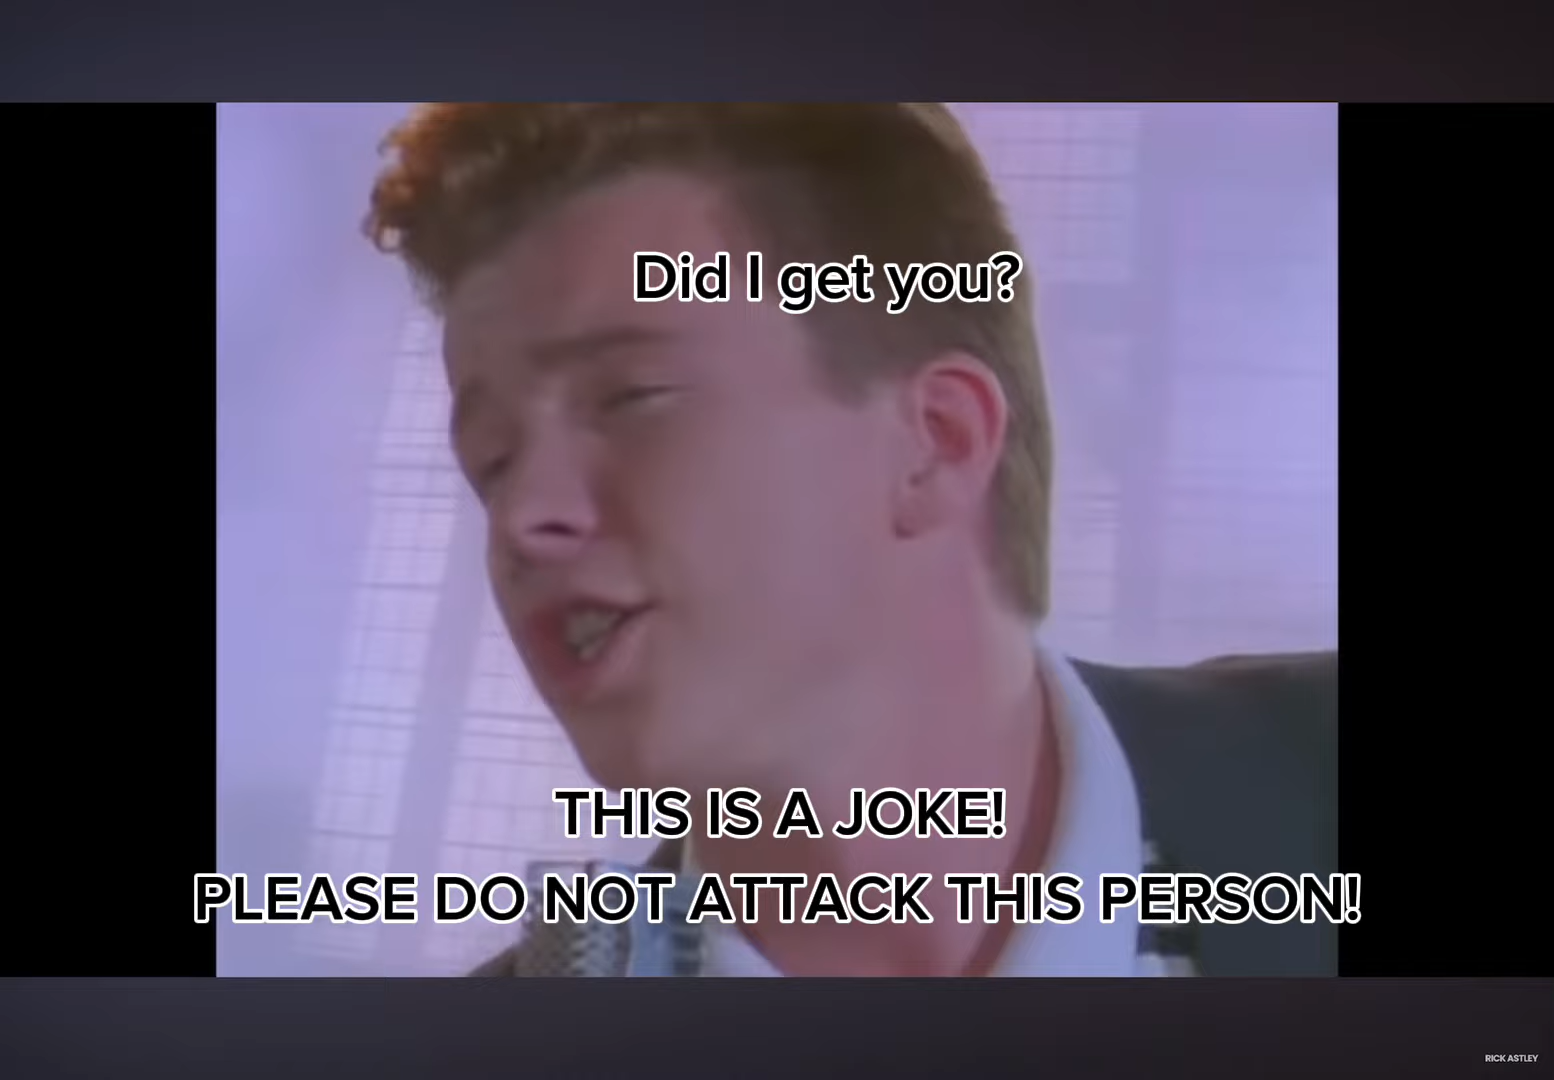 Did I get you?
THIS IS A JOKE!
PLEASE DO NOT ATTACK THIS PERSON!
RICK ASTLEY